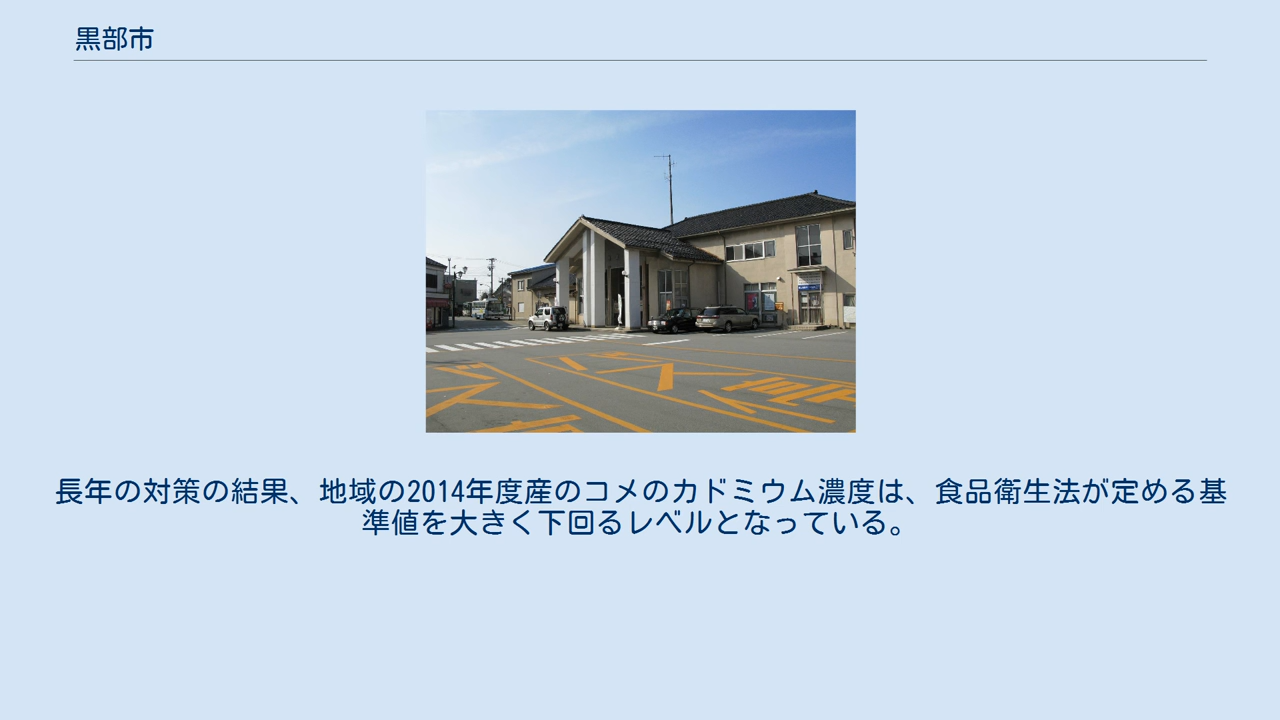 黒部市
長年の対策の結果、地域の2014年度産のコメのカドミウム濃度は、食品衛生法が定める基
準値を大きく下回るレベルとなっている。